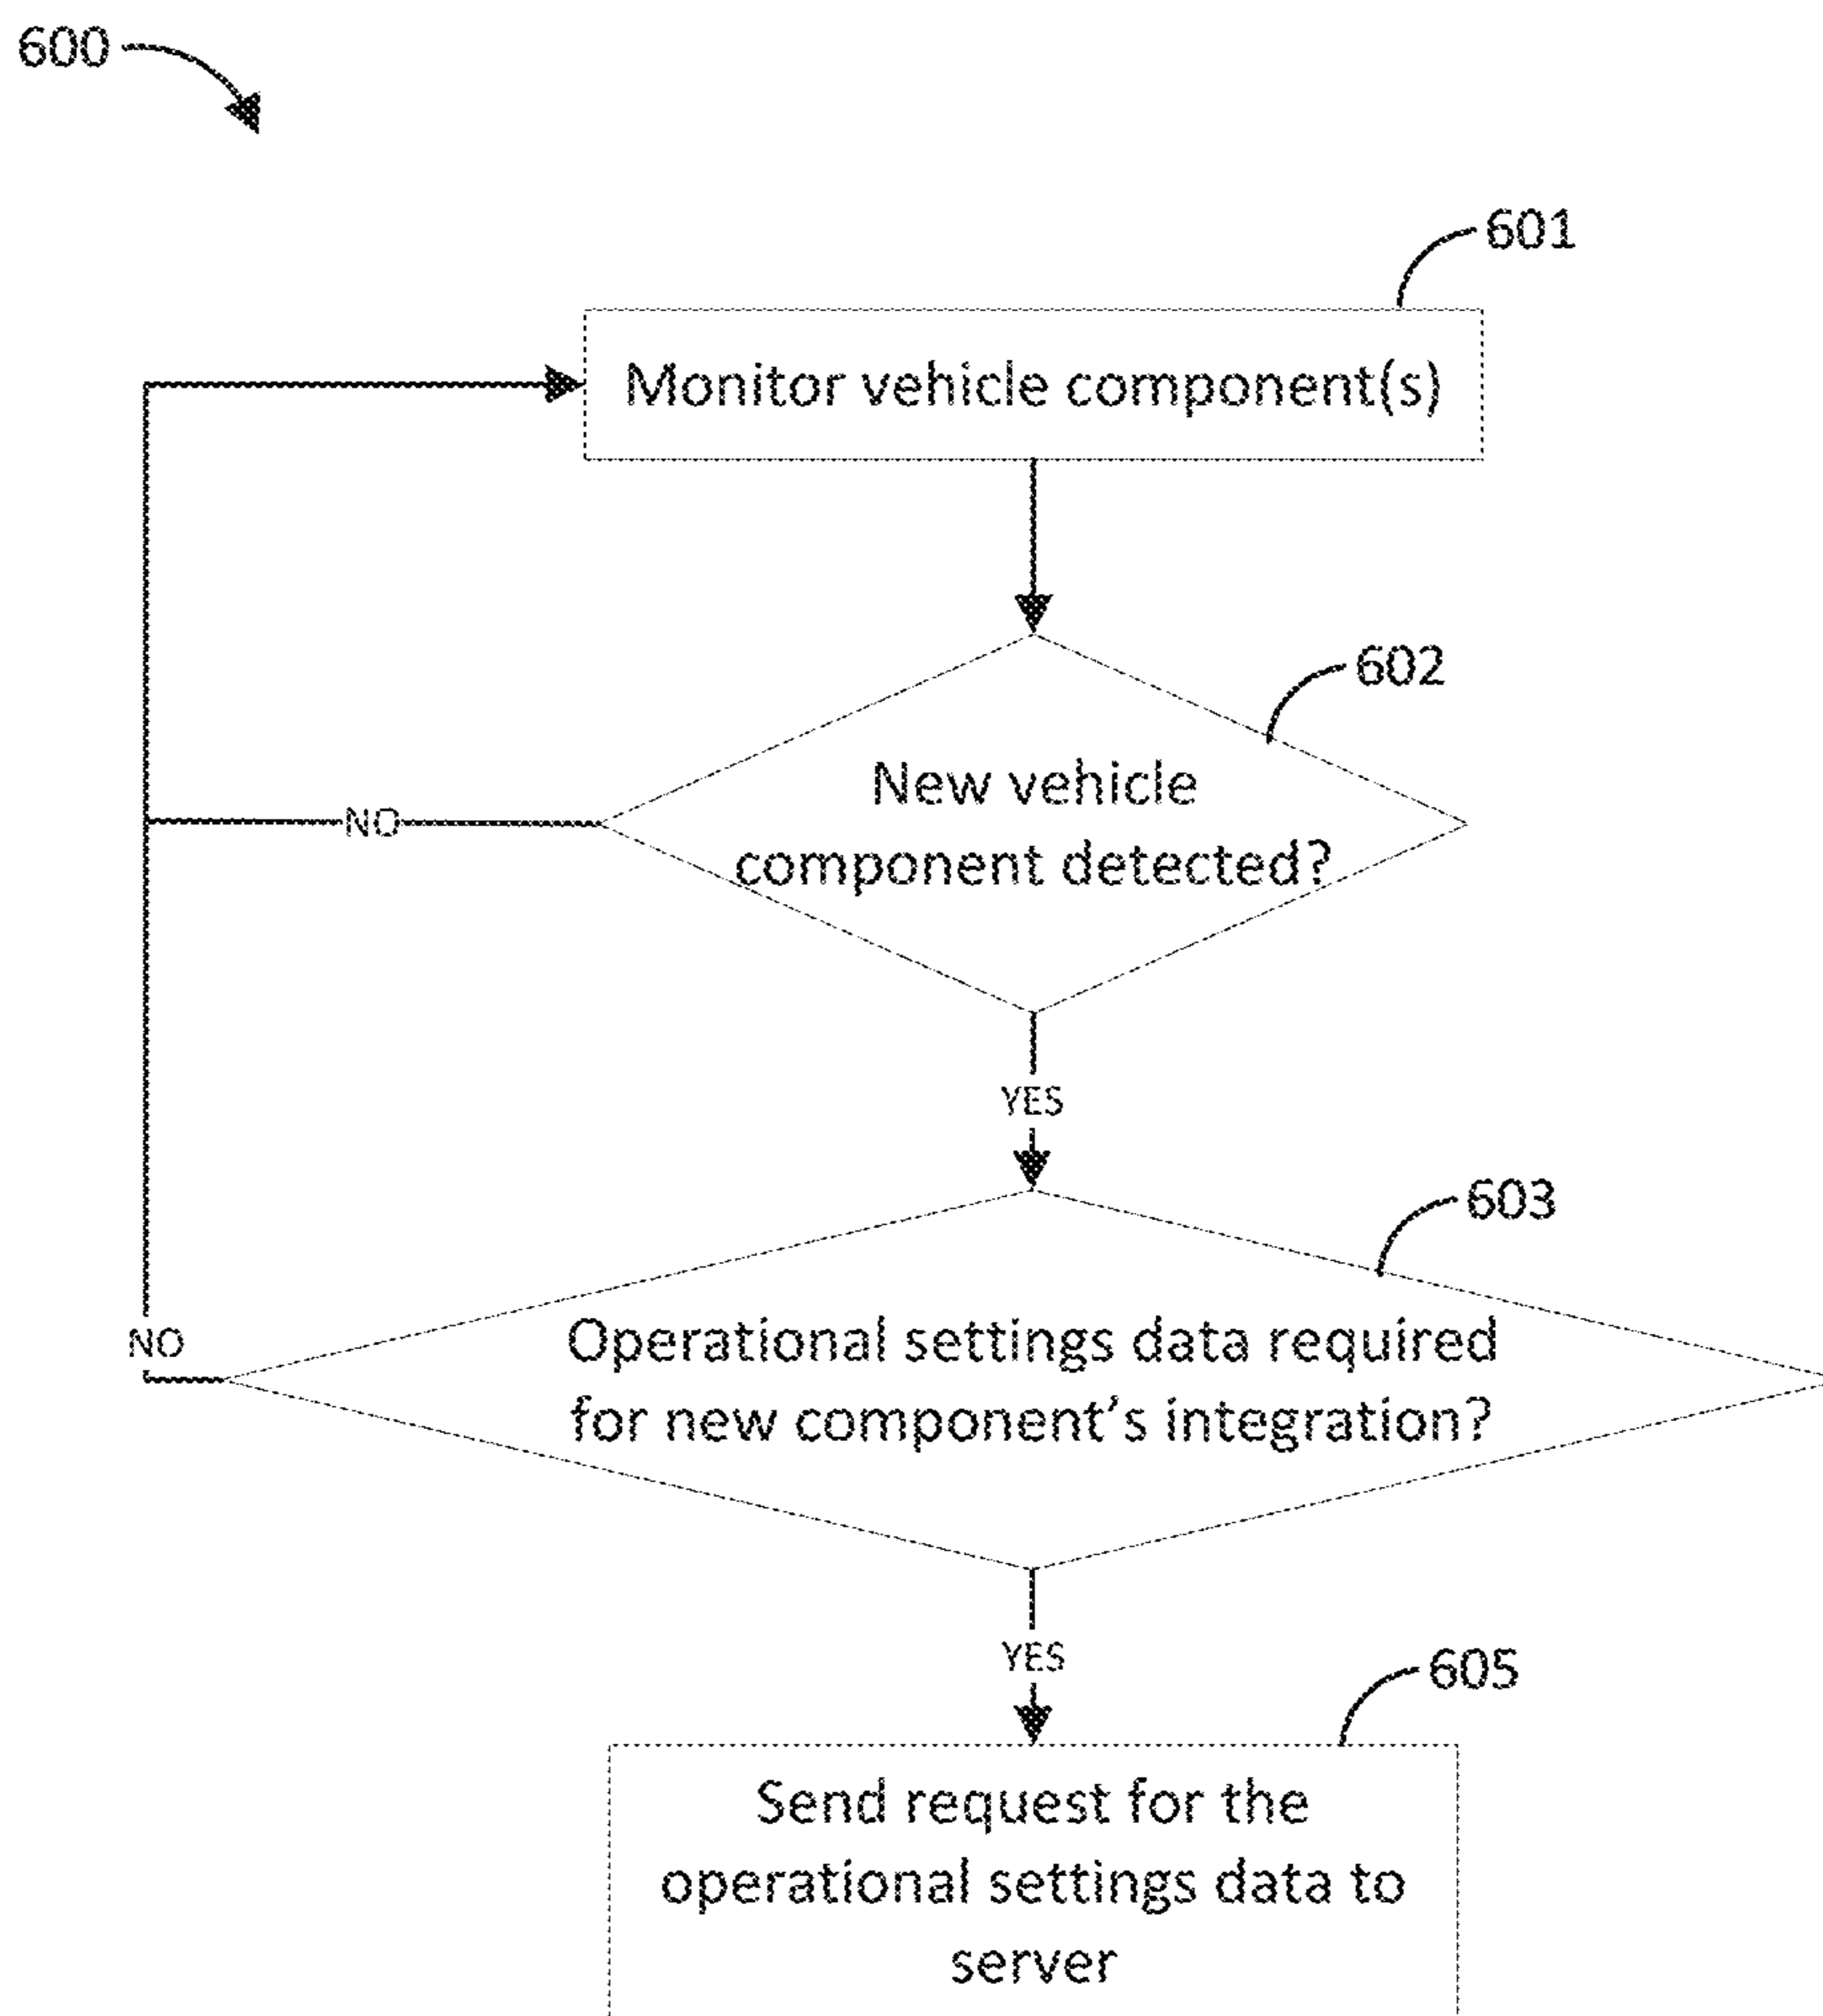 600
601
Monitor vehicle component(s)
602
New vehicle
component detected?
NO
YES
603
Operational settings data required
for new component’s integration?
NO
YES
605
Send request for the
operational settings data to
server